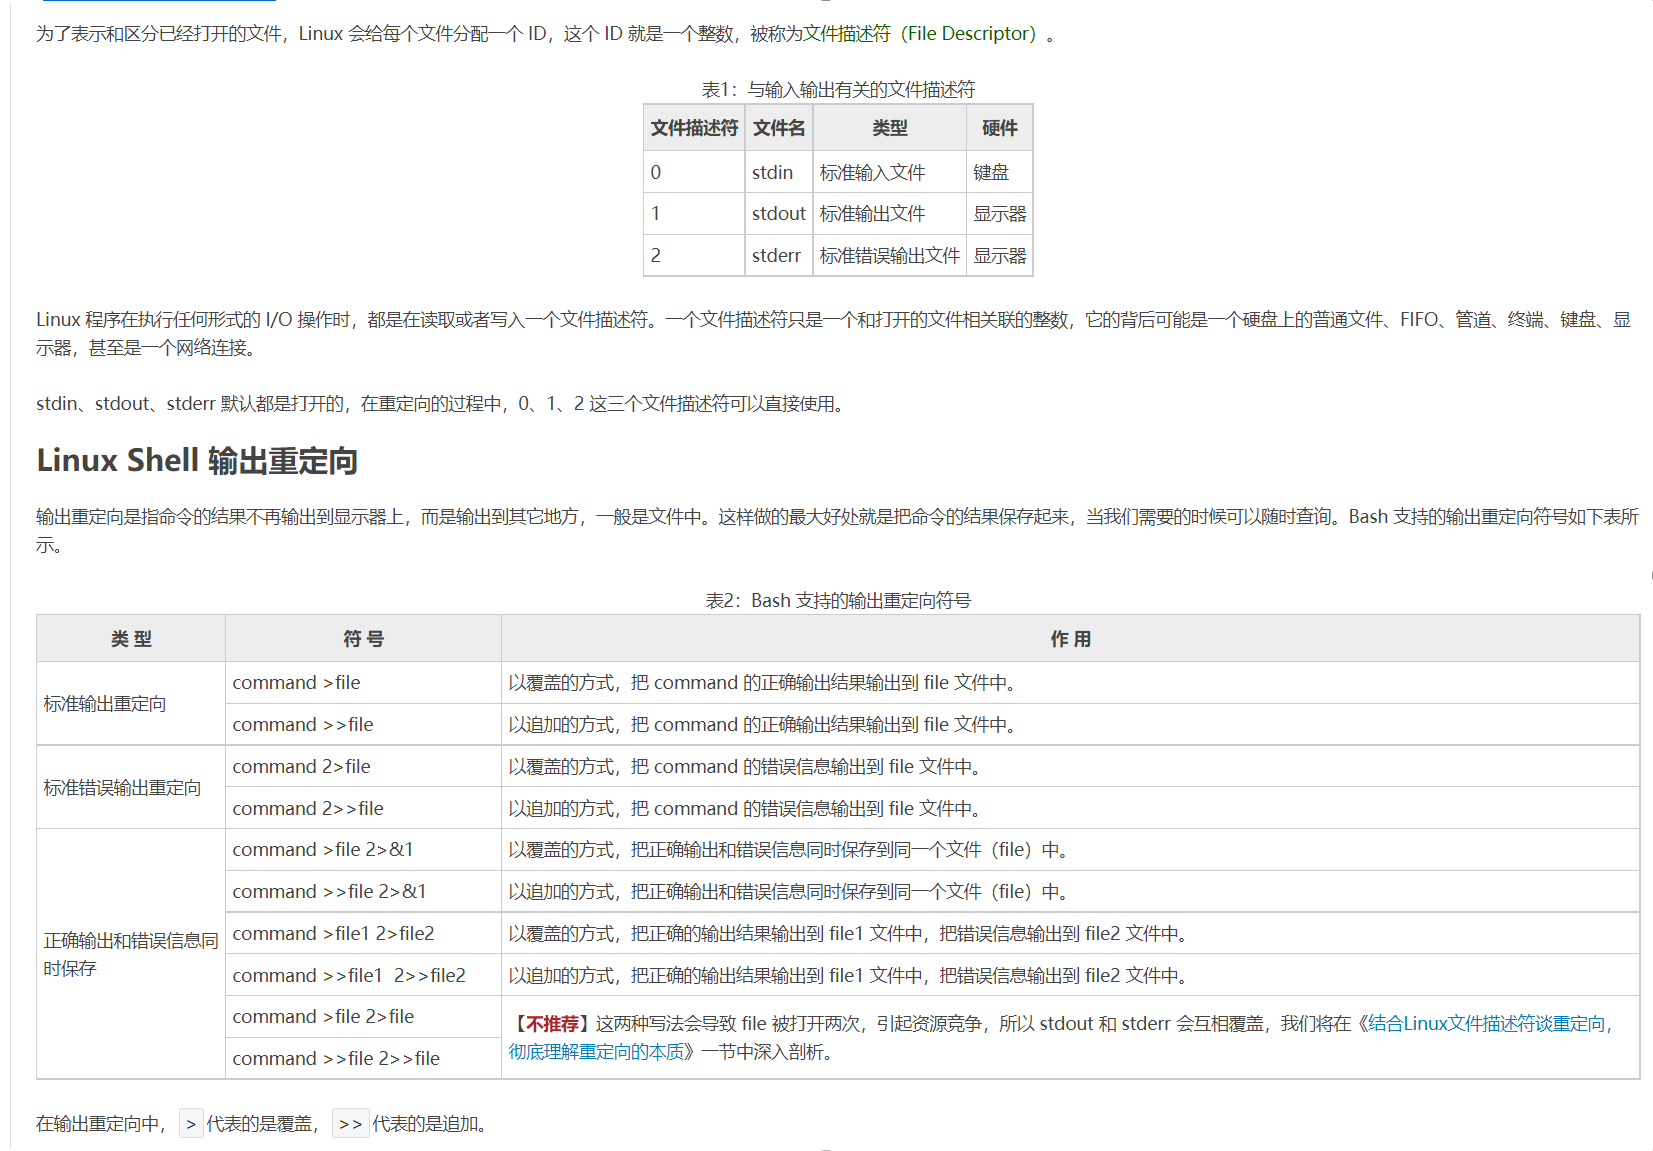 为了表示和区分已经打开的文件，Linux 会给每个文件分配一个 ID，这个 ID 就是一个整数，被称为文件描述符（File Descriptor）。
表1：与输入输出有关的文件描述符
文件描述符 文件名 类型 硬件
0 stdin 标准输入文件 键盘
1 stdout 标准输出文件 显示器
2 stderr 标准错误输出文件 显示器
Linux 程序在执行任何形式的 I/O 操作时，都是在读取或者写入一个文件描述符。一个文件描述符只是一个和打开的文件相关联的整数，它的背后可能是一个硬盘上的普通文件、FIFO、管道、终端、键盘、显
示器，甚至是一个网络连接。
stdin、stdout、stderr 默认都是打开的，在重定向的过程中，0、1、2 这三个文件描述符可以直接使用。
Linux Shell 输出重定向
输出重定向是指命令的结果不再输出到显示器上，而是输出到其它地方，一般是文件中。这样做的最大好处就是把命令的结果保存起来，当我们需要的时候可以随时查询。Bash 支持的输出重定向符号如下表所
示。
表2：Bash 支持的输出重定向符号
类 型 符 号 作 用
标准输出重定向
command >file 以覆盖的方式，把 command 的正确输出结果输出到 file 文件中。
command >>file 以追加的方式，把 command 的正确输出结果输出到 file 文件中。
标准错误输出重定向
command 2>file 以覆盖的方式，把 command 的错误信息输出到 file 文件中。
command 2>>file 以追加的方式，把 command 的错误信息输出到 file 文件中。
正确输出和错误信息同
时保存
command >file 2>&1 以覆盖的方式，把正确输出和错误信息同时保存到同一个文件（file）中。
command >>file 2>&1 以追加的方式，把正确输出和错误信息同时保存到同一个文件（file）中。
command >file1 2>file2 以覆盖的方式，把正确的输出结果输出到 file1 文件中，把错误信息输出到 file2 文件中。
command >>file1  2>>file2 以追加的方式，把正确的输出结果输出到 file1 文件中，把错误信息输出到 file2 文件中。
command >file 2>file
command >>file 2>>file
【不推荐】这两种写法会导致 file 被打开两次，引起资源竞争，所以 stdout 和 stderr 会互相覆盖，我们将在《结合Linux文件描述符谈重定向，
彻底理解重定向的本质》一节中深入剖析。
在输出重定向中，> 代表的是覆盖，>> 代表的是追加。